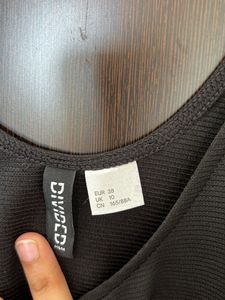 DIVIDED
H&M
EUR 38
UK 10
CN 165/88A